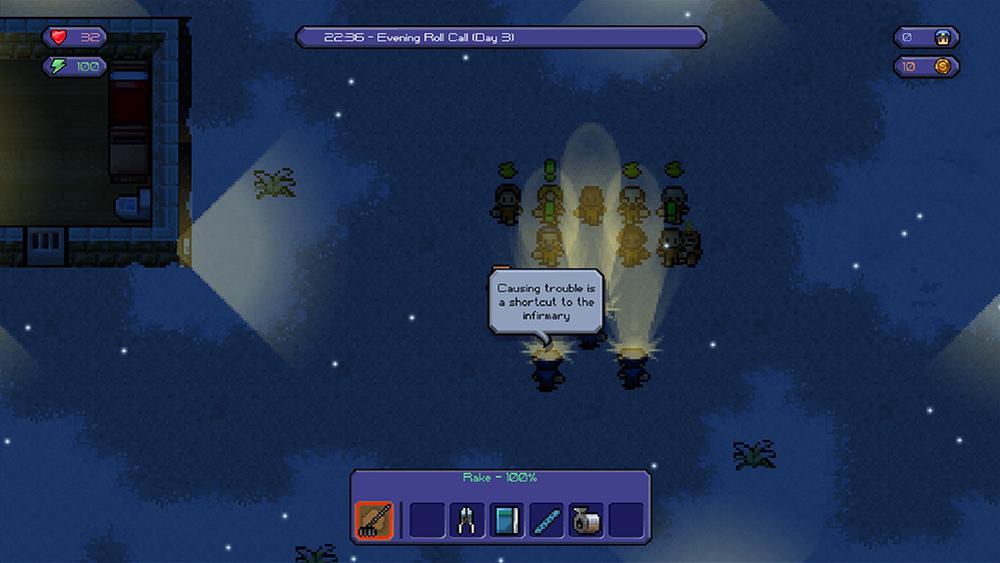 32
22:36 - Evening Roll Call (Day 3)
0
100
10
Causing trouble is
a shortcut to the
infirmary
Rake - 100%